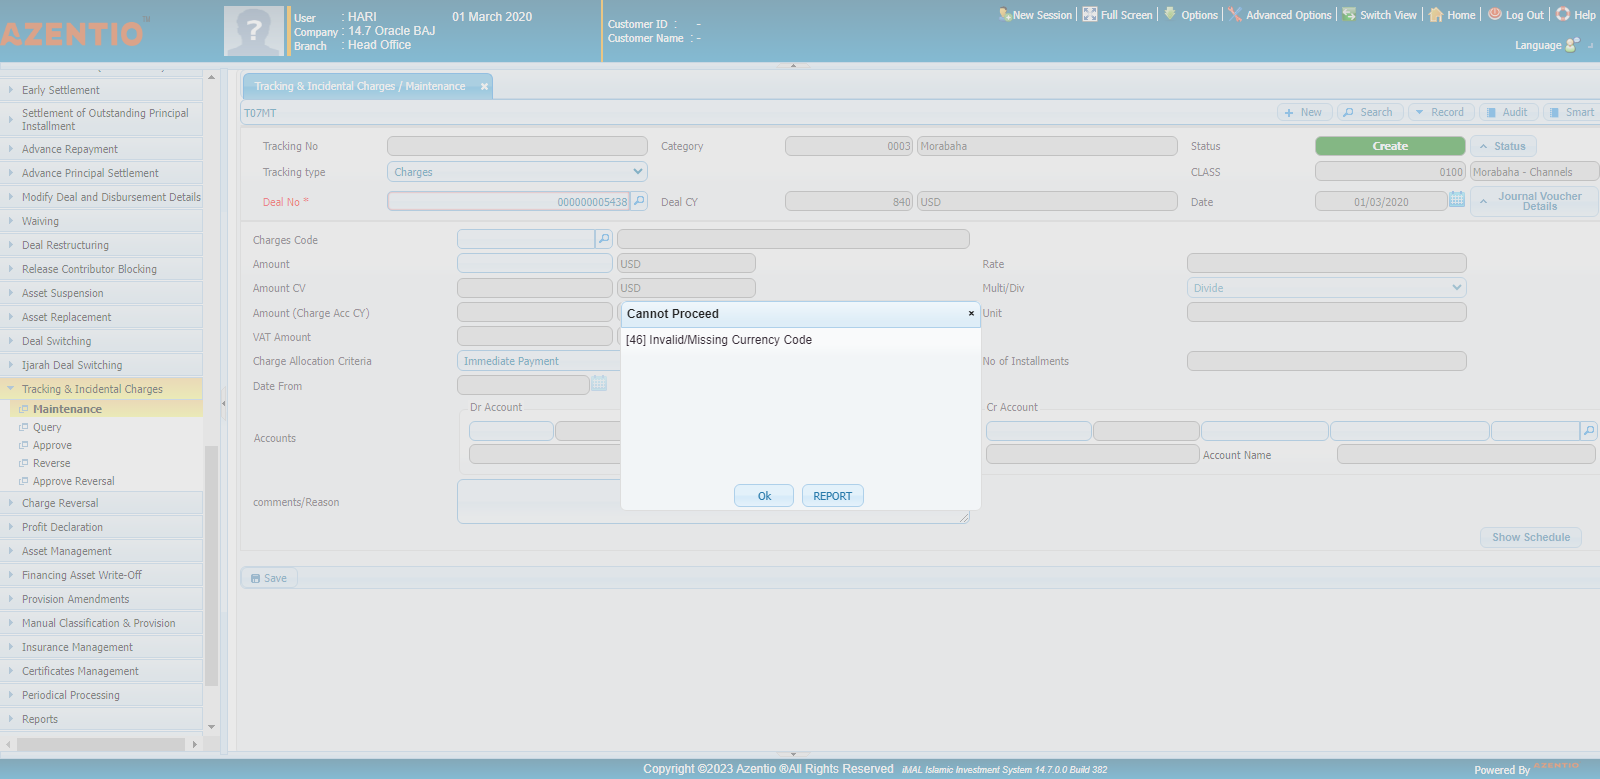 AZENTIO™
User : HARI 01 March 2020
Company : 14.7 Oracle BAJ
Branch : Head Office
Customer ID : -
Customer Name : -
New Session
Full Screen
Options
Advanced Options
Switch View
Home
Log Out
Help
Language
Early Settlement
Settlement of Outstanding Principal
Installment
Advance Repayment
Advance Principal Settlement
Modify Deal and Disbursement Details
Waiving
Deal Restructuring
Release Contributor Blocking
Asset Suspension
Asset Replacement
Deal Switching
Ijarah Deal Switching
Tracking & Incidental Charges
Maintenance
Query
Approve
Reverse
Approve Reversal
Charge Reversal
Profit Declaration
Asset Management
Financing Asset Write-Off
Provision Amendments
Manual Classification & Provision
Insurance Management
Certificates Management
Periodical Processing
Reports
Tracking & Incidental Charges / Maintenance
T07MT
New
Search
Record
Audit
Smart
Tracking No
Category 0003 Morabaha
Status Create Status
Tracking type Charges
CLASS 0100 Morabaha - Channels
Deal No * 000000005438
Deal CY 840 USD
Date 01/03/2020
Journal Voucher
Details
Charges Code
Amount USD
Rate
Amount CV USD
Multi/Div Divide
Amount (Charge Acc CY)
Unit
VAT Amount
Charge Allocation Criteria Immediate Payment
No of Installments
Date From
Dr Account
Cr Account
Accounts
Account Name
comments/Reason
Show Schedule
Save
Cannot Proceed
[46] Invalid/Missing Currency Code
Ok
REPORT
Copyright ©2023 Azentio ®All Rights Reserved iMAL Islamic Investment System 14.7.0.0 Build 382
Powered By AZENTIO